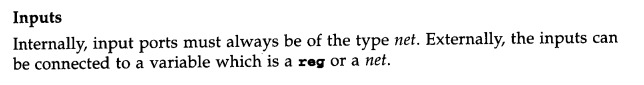 Inputs
Internally, input ports must always be of the type net. Externally, the inputs can
be connected to a variable which is a reg or a net.